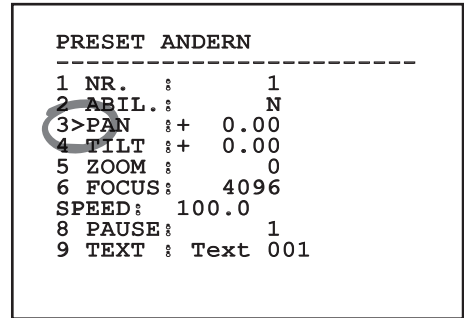 PRESET ANDERN
------------------------
1 NR.   :       1
2 ABIL.:        N
3>PAN   :+   0.00
4 TILT :+   0.00
5 ZOOM :        0
6 FOCUS:     4096
SPEED:   100.0
8 PAUSE:        1
9 TEXT : Text 001